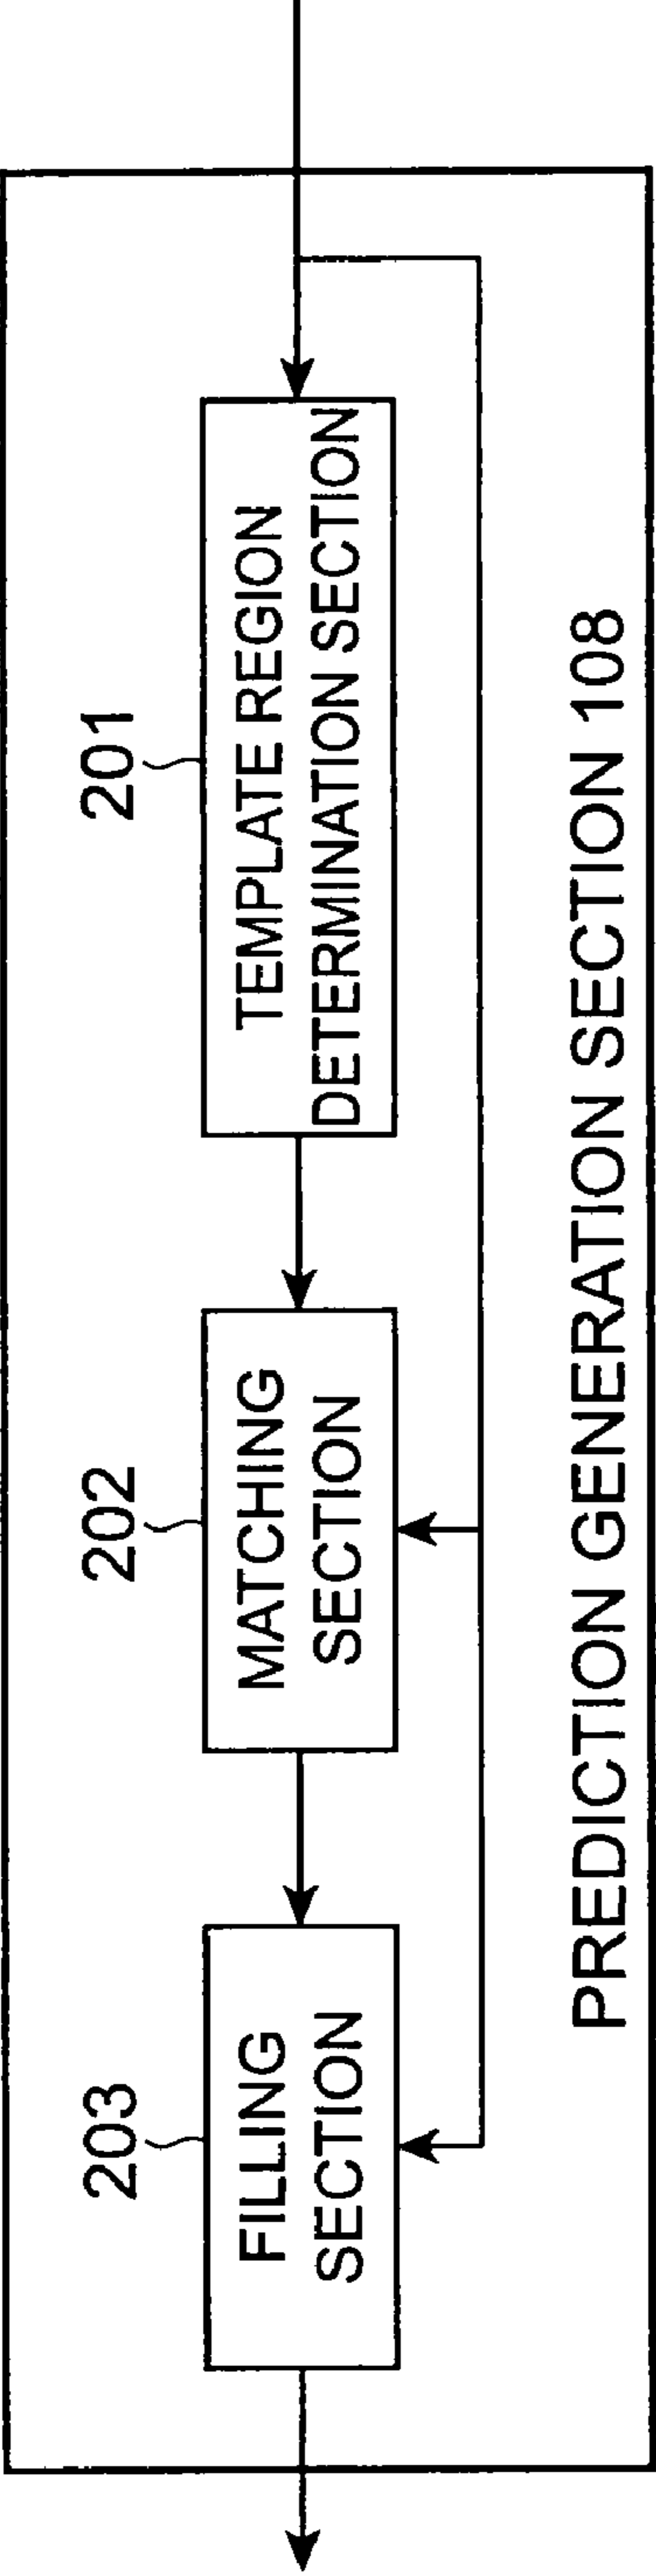 203
FILLING
SECTION
202
MATCHING
SECTION
201
TEMPLATE REGION
DETERMINATION SECTION
PREDICTION GENERATION SECTION 108